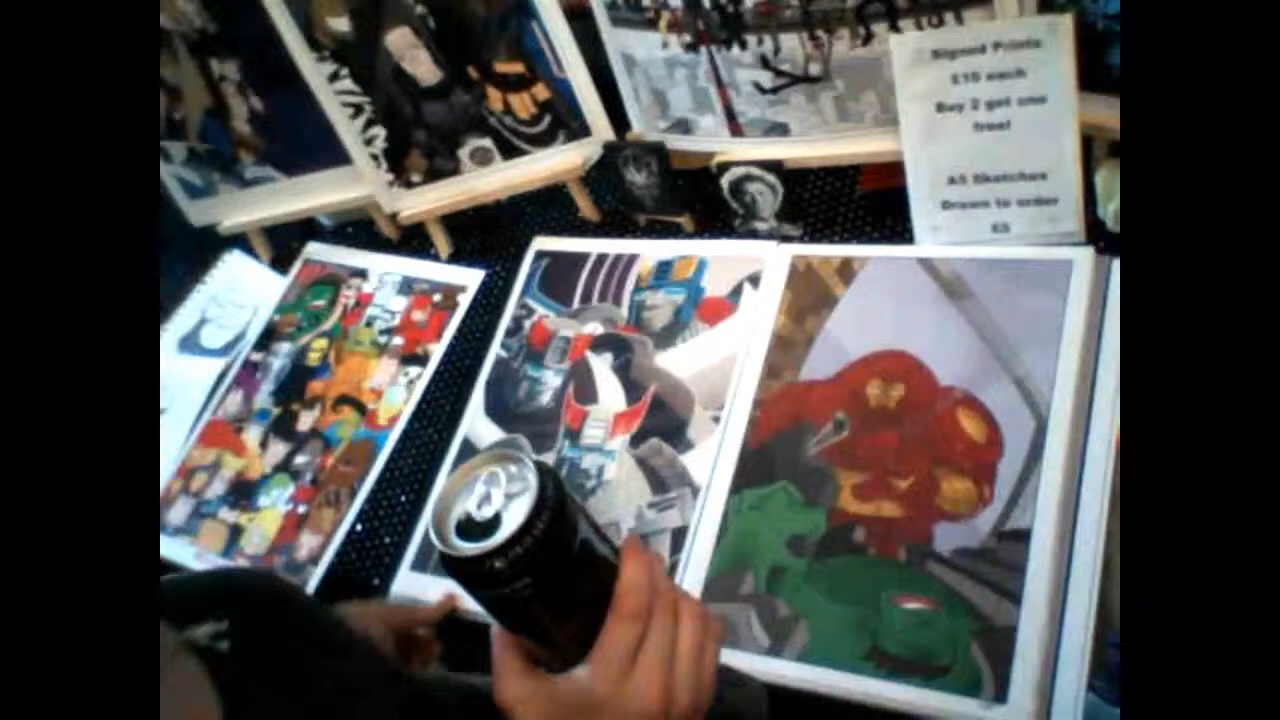 Signed Prints
£10 each
Buy 2 get one
free!
A5 Sketches
Drawn to order
£5